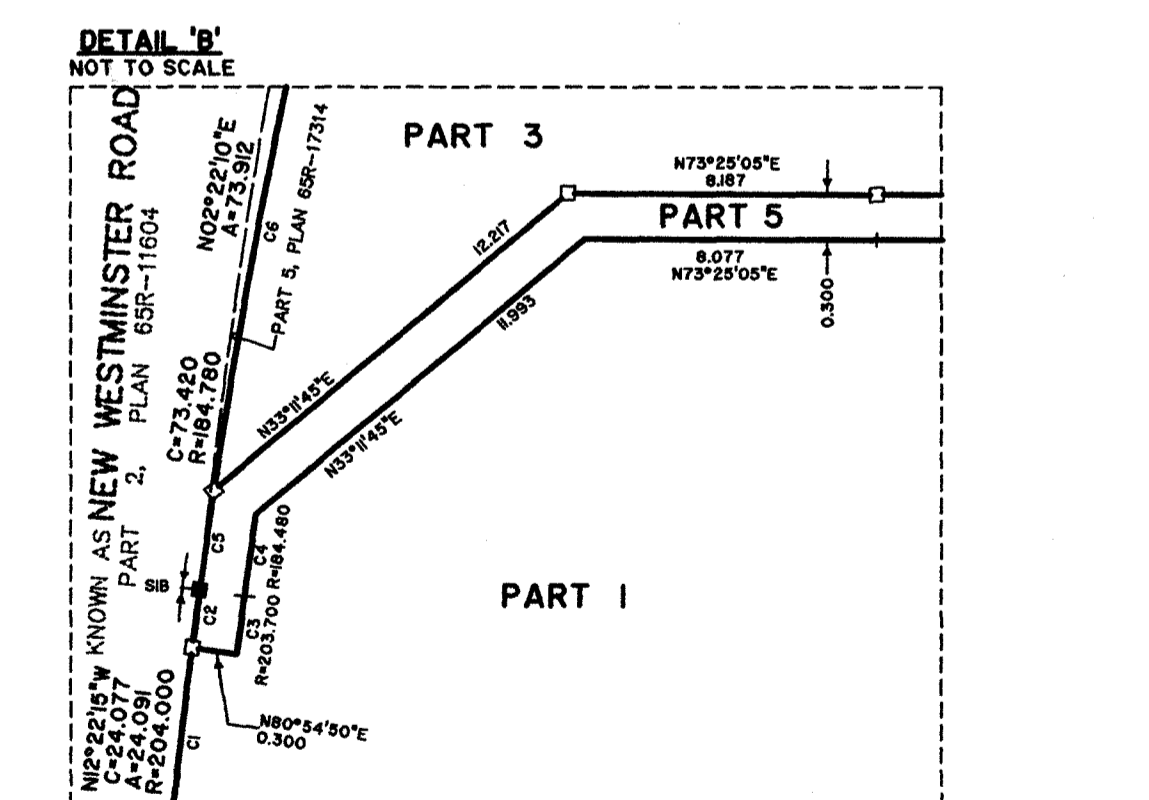 DETAIL 'B'
NOT TO SCALE
PART 3
N73°25'05"E
8.187
PART 5
8.077
N73°25'05"E
0.300
12.217
11.993
N33°11'45"E
N33°11'45"E
N02°22'10"E
A=73.912
C6
PART 5, PLAN 65R-17314
C=73.420
R=184.780
KNOWN AS NEW WESTMINSTER ROAD
PART 2, PLAN 65R-11604
C5
C4
R=184.480
SIB
C2
C3
R=203.700
PART 1
N80°54'50"E
0.300
N12°22'15"W
C=24.077
A=24.091
R=204.000
C1